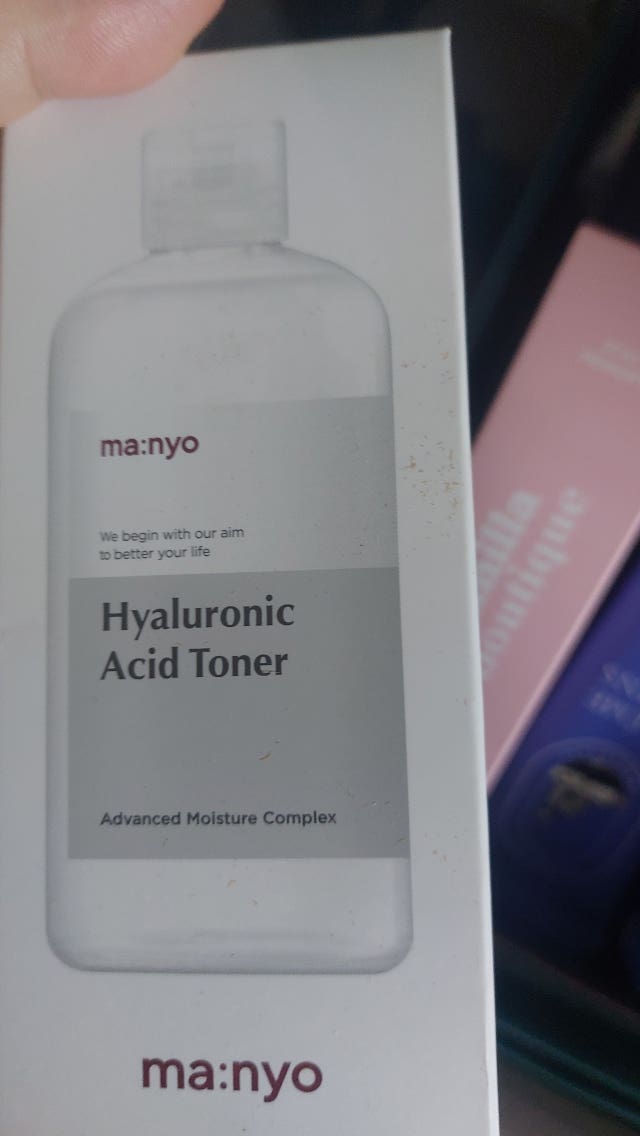 ma:nyo
We begin with our aim
to better your life
Hyaluronic
Acid Toner
Advanced Moisture Complex
ma:nyo
boutique